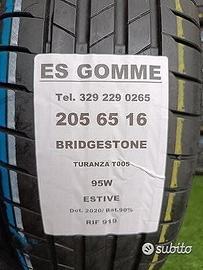 ES GOMME
Tel. 329 229 0265
205 65 16
BRIDGESTONE
TURANZA T005
95W
ESTIVE
Dot. 2020/ Bat.90%
RIF 919
subito